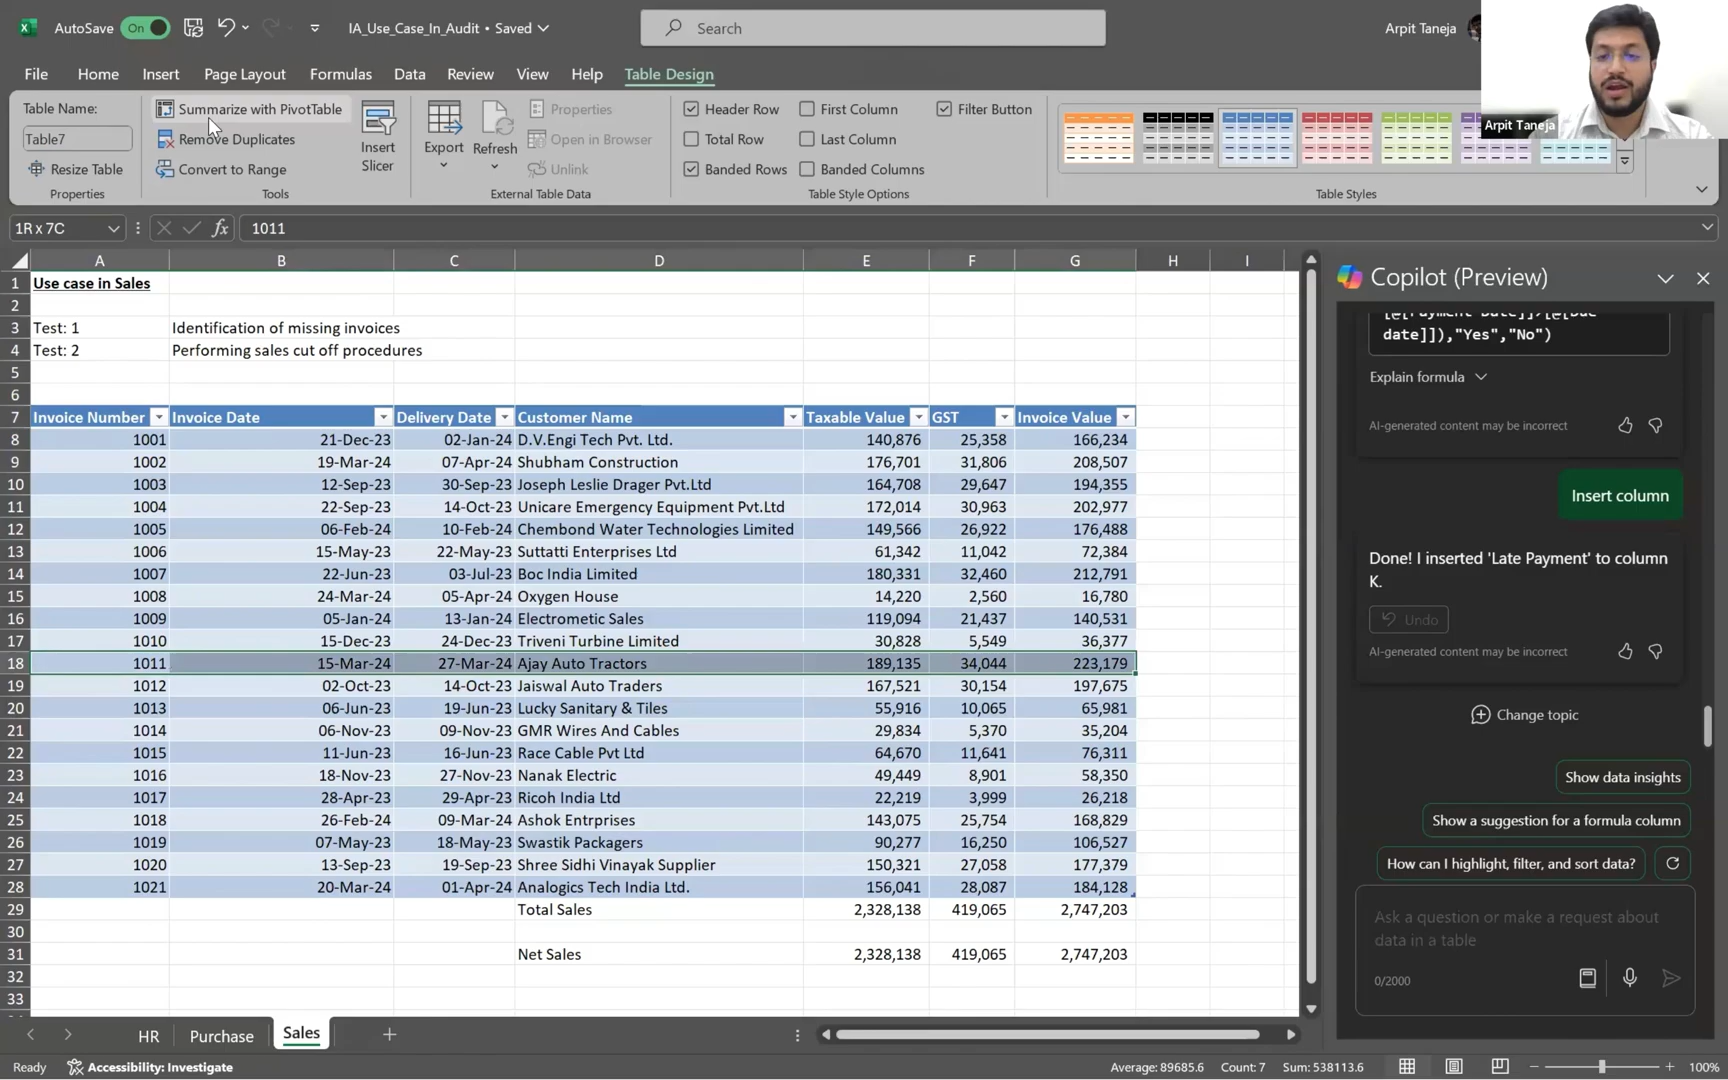 AutoSave On IA_Use_Case_In_Audit • Saved Search Arpit Taneja
File Home Insert Page Layout Formulas Data Review View Help Table Design
Table Name:
Table7
Resize Table
Properties
Summarize with PivotTable
Remove Duplicates
Convert to Range
Tools
Insert
Slicer
Export
Refresh
Properties
Open in Browser
Unlink
External Table Data
Header Row First Column Filter Button
Total Row Last Column
Banded Rows Banded Columns
Table Style Options
Table Styles
Arpit Taneja
1R x 7C fx 1011
A B C D E F G H I
1 Use case in Sales
2
3 Test: 1 Identification of missing invoices
4 Test: 2 Performing sales cut off procedures
5
6
7 Invoice Number Invoice Date Delivery Date Customer Name Taxable Value GST Invoice Value
8 1001 21-Dec-23 02-Jan-24 D.V.Engi Tech Pvt. Ltd. 140,876 25,358 166,234
9 1002 19-Mar-24 07-Apr-24 Shubham Construction 176,701 31,806 208,507
10 1003 12-Sep-23 30-Sep-23 Joseph Leslie Drager Pvt.Ltd 164,708 29,647 194,355
11 1004 22-Sep-23 14-Oct-23 Unicare Emergency Equipment Pvt.Ltd 172,014 30,963 202,977
12 1005 06-Feb-24 10-Feb-24 Chembond Water Technologies Limited 149,566 26,922 176,488
13 1006 15-May-23 22-May-23 Suttatti Enterprises Ltd 61,342 11,042 72,384
14 1007 22-Jun-23 03-Jul-23 Boc India Limited 180,331 32,460 212,791
15 1008 24-Mar-24 05-Apr-24 Oxygen House 14,220 2,560 16,780
16 1009 05-Jan-24 13-Jan-24 Electrometic Sales 119,094 21,437 140,531
17 1010 15-Dec-23 24-Dec-23 Triveni Turbine Limited 30,828 5,549 36,377
18 1011 15-Mar-24 27-Mar-24 Ajay Auto Tractors 189,135 34,044 223,179
19 1012 02-Oct-23 14-Oct-23 Jaiswal Auto Traders 167,521 30,154 197,675
20 1013 06-Jun-23 19-Jun-23 Lucky Sanitary & Tiles 55,916 10,065 65,981
21 1014 06-Nov-23 09-Nov-23 GMR Wires And Cables 29,834 5,370 35,204
22 1015 11-Jun-23 16-Jun-23 Race Cable Pvt Ltd 64,670 11,641 76,311
23 1016 18-Nov-23 27-Nov-23 Nanak Electric 49,449 8,901 58,350
24 1017 28-Apr-23 29-Apr-23 Ricoh India Ltd 22,219 3,999 26,218
25 1018 26-Feb-24 09-Mar-24 Ashok Entrprises 143,075 25,754 168,829
26 1019 07-May-23 18-May-23 Swastik Packagers 90,277 16,250 106,527
27 1020 13-Sep-23 19-Sep-23 Shree Sidhi Vinayak Supplier 150,321 27,058 177,379
28 1021 20-Mar-24 01-Apr-24 Analogics Tech India Ltd. 156,041 28,087 184,128
29 Total Sales 2,328,138 419,065 2,747,203
30
31 Net Sales 2,328,138 419,065 2,747,203
32
33
HR Purchase Sales
Ready Accessibility: Investigate Average: 89685.6 Count: 7 Sum: 538113.6 100%
Copilot (Preview)
[@[Payment Date]]>[@[Due
date]]),"Yes","No")
Explain formula
AI-generated content may be incorrect
Insert column
Done! I inserted 'Late Payment' to column
K.
Undo
AI-generated content may be incorrect
Change topic
Show data insights
Show a suggestion for a formula column
How can I highlight, filter, and sort data?
Ask a question or make a request about
data in a table
0/2000